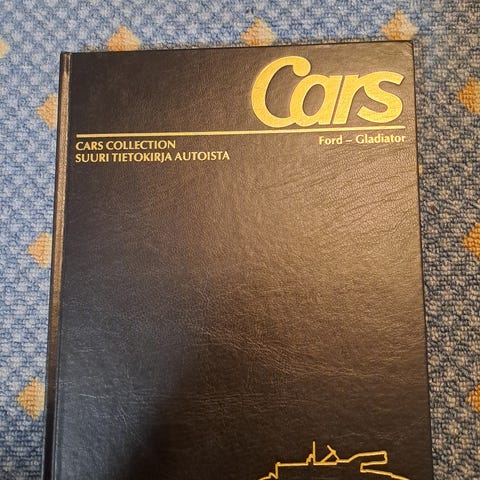 Cars
CARS COLLECTION
SUURI TIETOKIRJA AUTOISTA
Ford – Gladiator